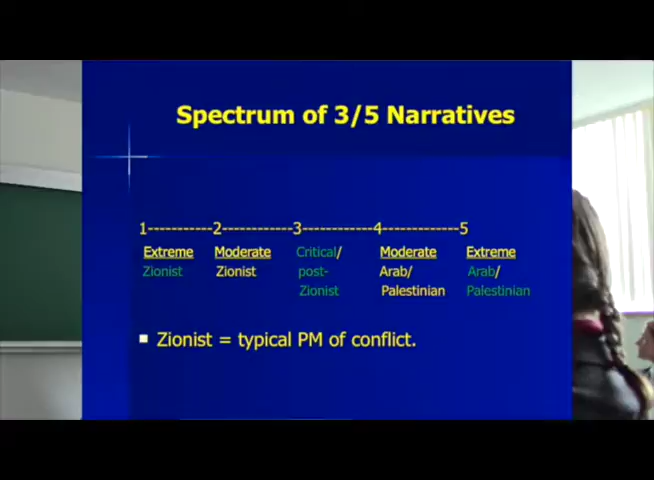 Spectrum of 3/5 Narratives
1-----------2------------3------------4-------------5
Extreme Moderate Critical/ Moderate Extreme
Zionist Zionist post- Arab/ Arab/
Zionist Palestinian Palestinian
Zionist = typical PM of conflict.